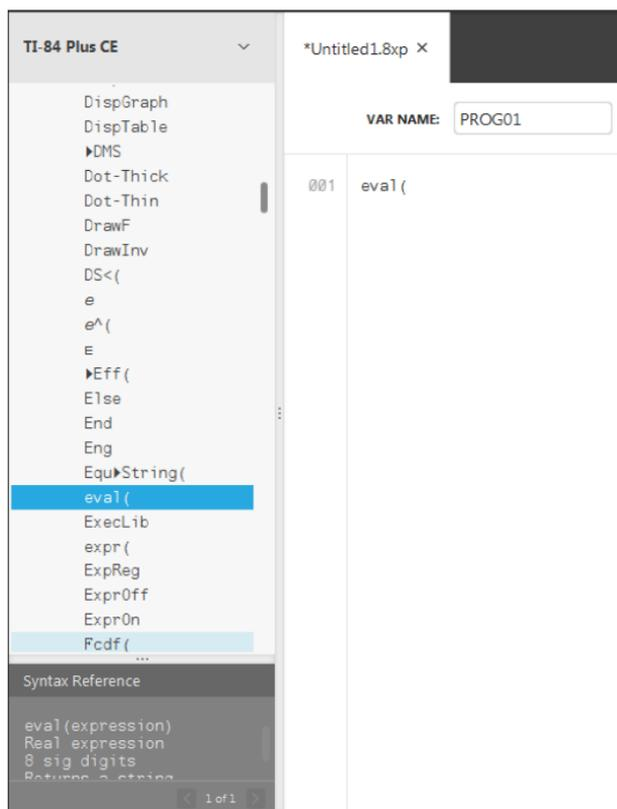 TI-84 Plus CE
*Untitled1.8xp ×
DispGraph
DispTable
►DMS
Dot-Thick
Dot-Thin
DrawF
DrawInv
DS<(
e
e^(
ᴇ
►Eff(
Else
End
Eng
Equ►String(
eval(
ExecLib
expr(
ExpReg
ExprOff
ExprOn
Fcdf(
Syntax Reference
eval(expression)
Real expression
8 sig digits
Returns a string
< 1 of 1 >
VAR NAME: PROG01
001 eval(